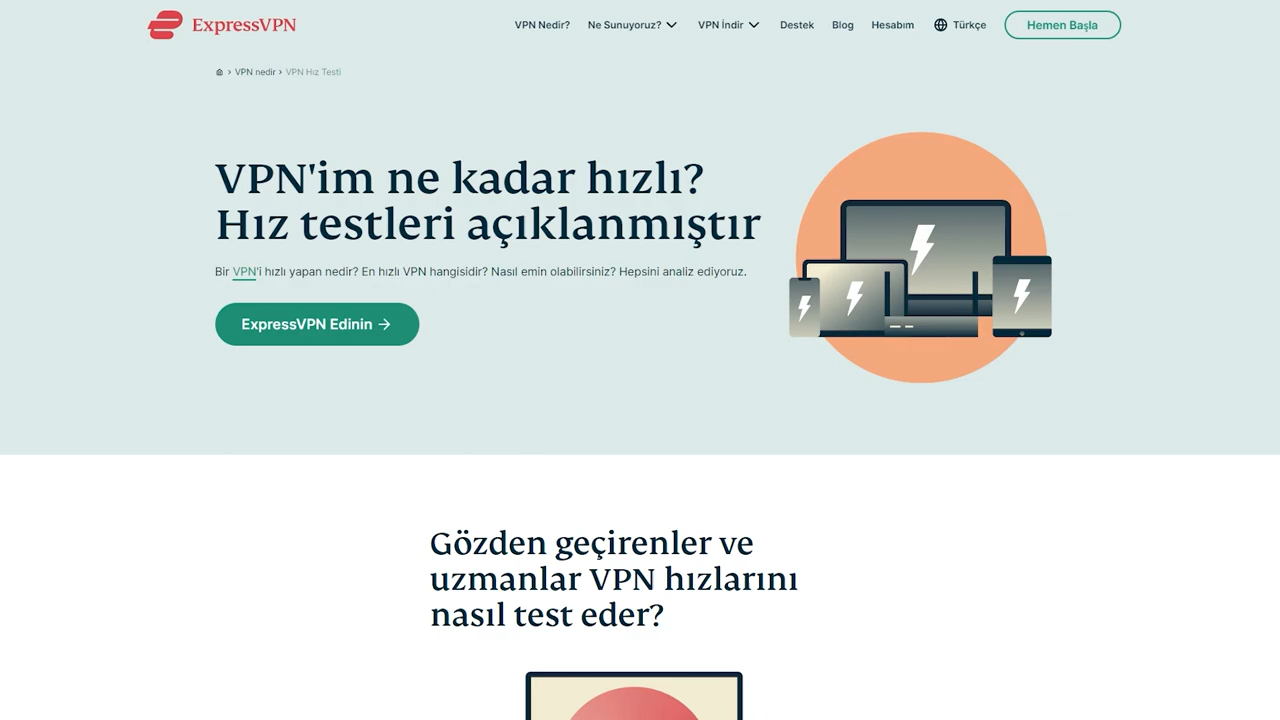 ExpressVPN
VPN Nedir?
Ne Sunuyoruz?
VPN İndir
Destek
Blog
Hesabım
Türkçe
Hemen Başla
VPN nedir > VPN Hız Testi
VPN'im ne kadar hızlı?
Hız testleri açıklanmıştır
Bir VPN'i hızlı yapan nedir? En hızlı VPN hangisidir? Nasıl emin olabilirsiniz? Hepsini analiz ediyoruz.
ExpressVPN Edinin →
Gözden geçirenler ve
uzmanlar VPN hızlarını
nasıl test eder?